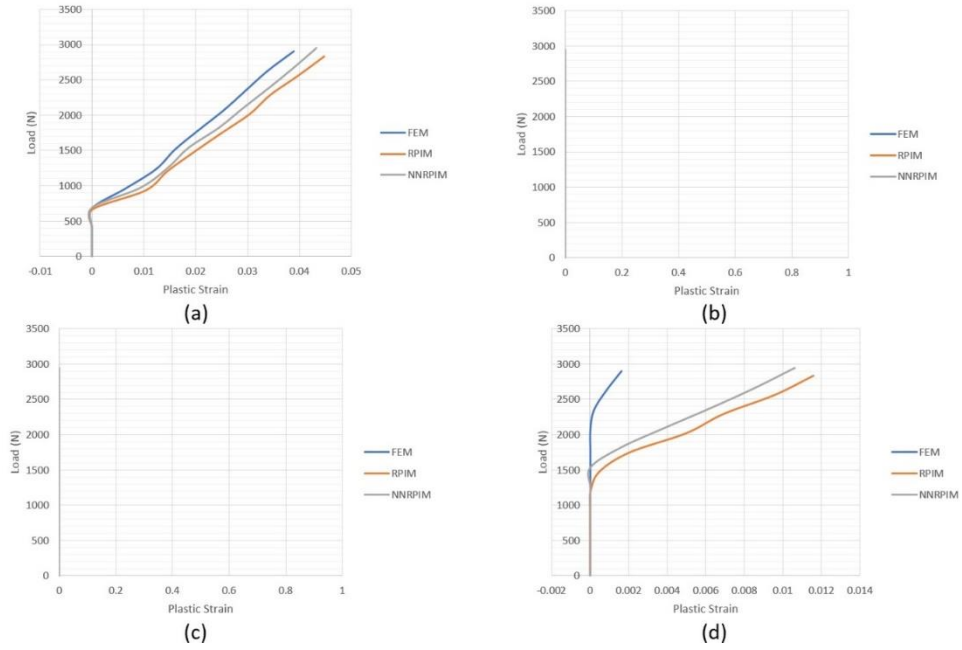 3500
3000
2500
2000
1500
1000
500
0
Load (N)
-0.01 0 0.01 0.02 0.03 0.04 0.05
Plastic Strain
FEM
RPIM
NNRPIM
(a)
3500
3000
2500
2000
1500
1000
500
0
Load (N)
0 0.2 0.4 0.6 0.8 1
Plastic Strain
FEM
RPIM
NNRPIM
(b)
3500
3000
2500
2000
1500
1000
500
0
Load (N)
0 0.2 0.4 0.6 0.8 1
Plastic Strain
FEM
RPIM
NNRPIM
(c)
3500
3000
2500
2000
1500
1000
500
0
Load (N)
-0.002 0 0.002 0.004 0.006 0.008 0.01 0.012 0.014
Plastic Strain
FEM
RPIM
NNRPIM
(d)